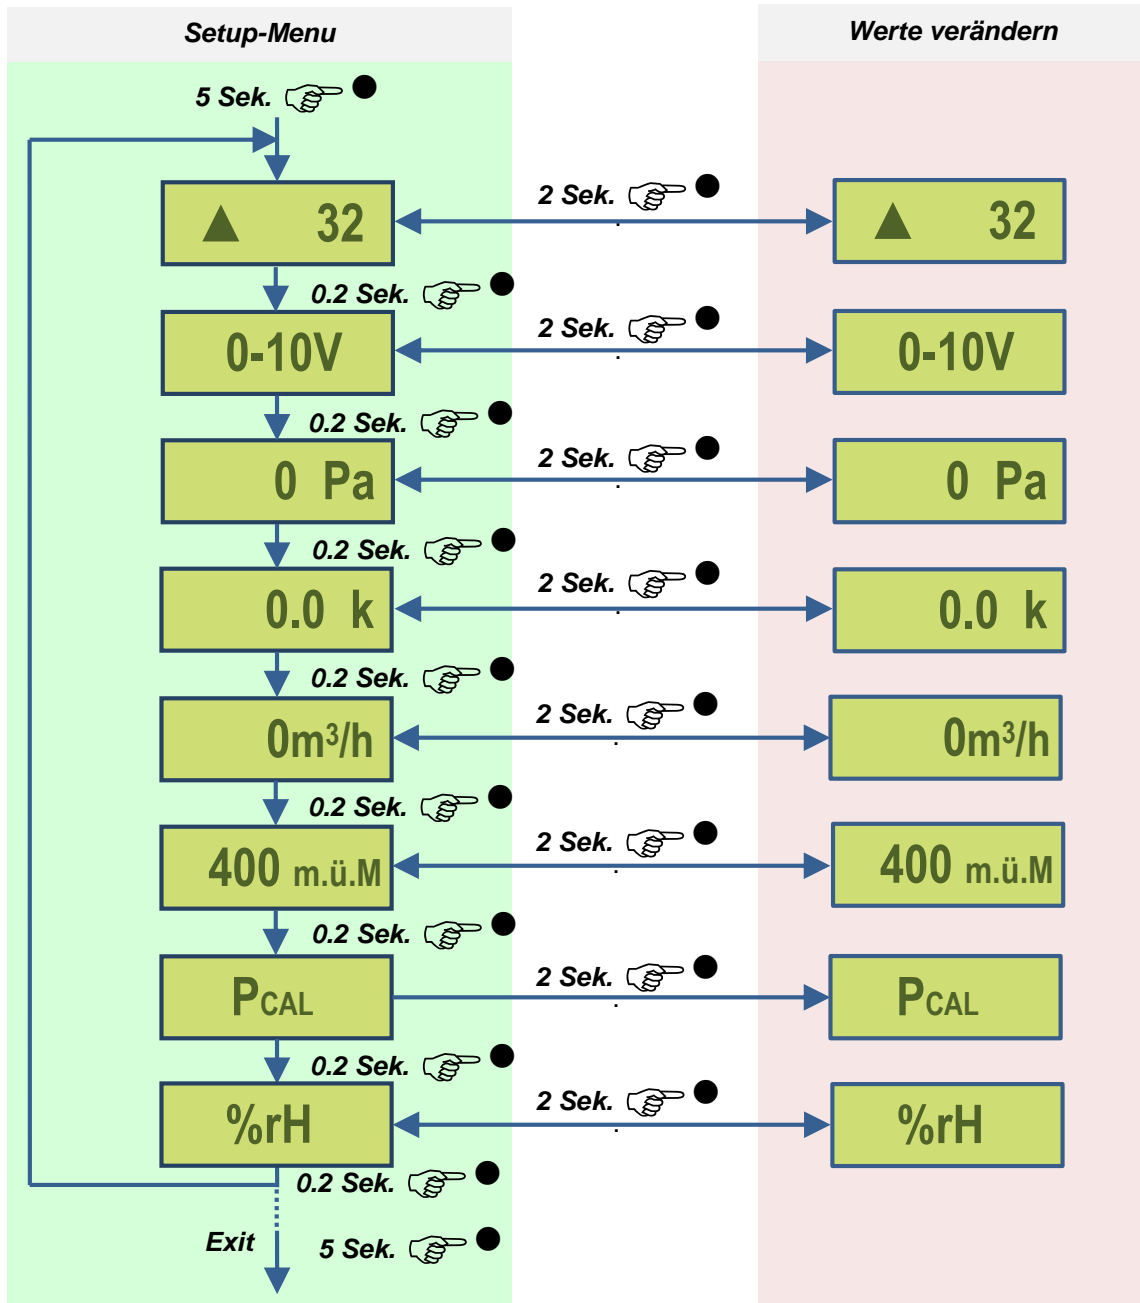 Setup-Menu
Werte verändern
5 Sek.
▲ 32
2 Sek.
▲ 32
0.2 Sek.
0-10V
2 Sek.
0-10V
0.2 Sek.
0 Pa
2 Sek.
0 Pa
0.2 Sek.
0.0 k
2 Sek.
0.0 k
0.2 Sek.
0m³/h
2 Sek.
0m³/h
0.2 Sek.
400 m.ü.M
2 Sek.
400 m.ü.M
0.2 Sek.
PCAL
2 Sek.
PCAL
0.2 Sek.
%rH
2 Sek.
%rH
0.2 Sek.
Exit
5 Sek.